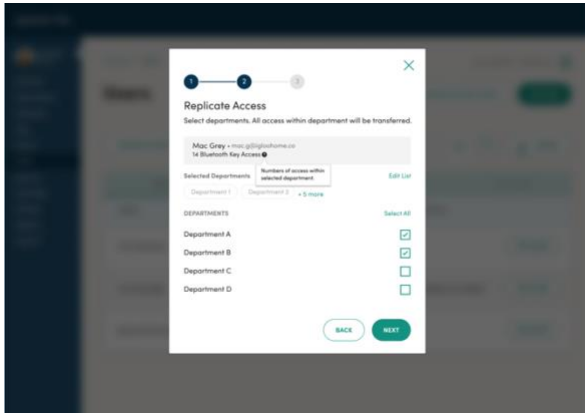 1
2
3
Replicate Access
Select departments. All access within department will be transferred.
Mac Grey • mac.g@igloohome.co
14 Bluetooth Key Access
Numbers of access within
selected department
Selected Departments
Edit List
Department 1
Department 2
+ 5 more
DEPARTMENTS
Select All
Department A
Department B
Department C
Department D
BACK
NEXT